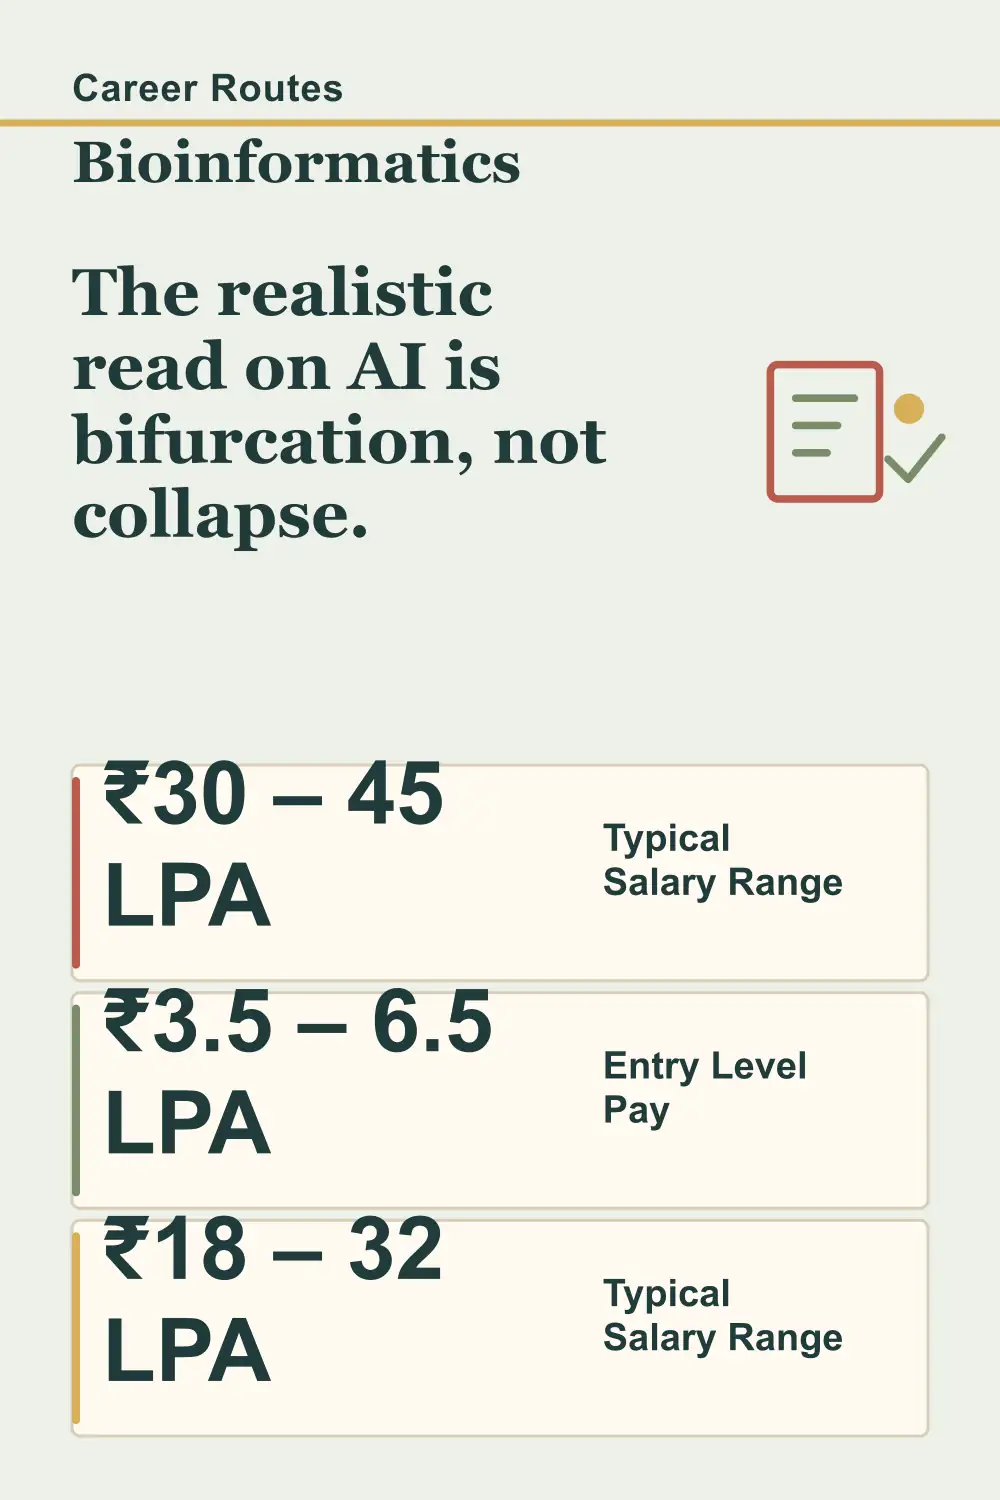 Career Routes
Bioinformatics
The realistic
read on AI is
bifurcation, not
collapse.
₹30 – 45
LPA
Typical
Salary Range
₹3.5 – 6.5
LPA
Entry Level
Pay
₹18 – 32
LPA
Typical
Salary Range